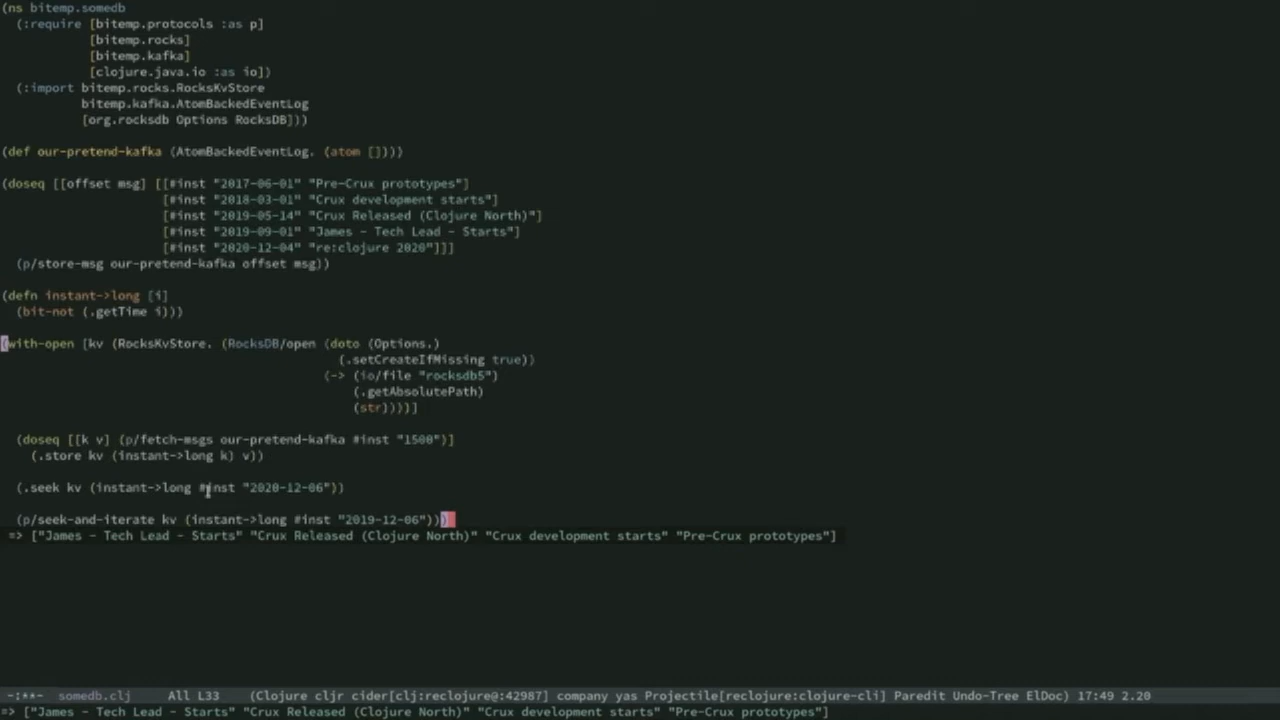 (ns bitemp.somedb
  (:require [bitemp.protocols :as p]
            [bitemp.rocks]
            [bitemp.kafka]
            [clojure.java.io :as io])
  (:import bitemp.rocks.RocksKvStore
           bitemp.kafka.AtomBackedEventLog
           [org.rocksdb Options RocksDB]))
(def our-pretend-kafka (AtomBackedEventLog. (atom [])))
(doseq [[offset msg] [[#inst "2017-06-01" "Pre-Crux prototypes"]
                      [#inst "2018-03-01" "Crux development starts"]
                      [#inst "2019-05-14" "Crux Released (Clojure North)"]
                      [#inst "2019-09-01" "James - Tech Lead - Starts"]
                      [#inst "2020-12-04" "re:clojure 2020"]]]
  (p/store-msg our-pretend-kafka offset msg))
(defn instant->long [i]
  (bit-not (.getTime i)))
(with-open [kv (RocksKvStore. (RocksDB/open (doto (Options.)
                                              (.setCreateIfMissing true))
                                            (-> (io/file "rocksdb5")
                                                (.getAbsolutePath)
                                                (str))))]
  (doseq [[k v] (p/fetch-msgs our-pretend-kafka #inst "1500")]
    (.store kv (instant->long k) v))
  (.seek kv (instant->long #inst "2020-12-06"))
  (p/seek-and-iterate kv (instant->long #inst "2019-12-06")))
=> ["James - Tech Lead - Starts" "Crux Released (Clojure North)" "Crux development starts" "Pre-Crux prototypes"]
-:**-  somedb.clj     All L33    (Clojure cljr cider[clj:reclojure@:42987] company yas Projectile[reclojure:clojure-cli] Paredit Undo-Tree ElDoc) 17:49 2.20
=> ["James - Tech Lead - Starts" "Crux Released (Clojure North)" "Crux development starts" "Pre-Crux prototypes"]